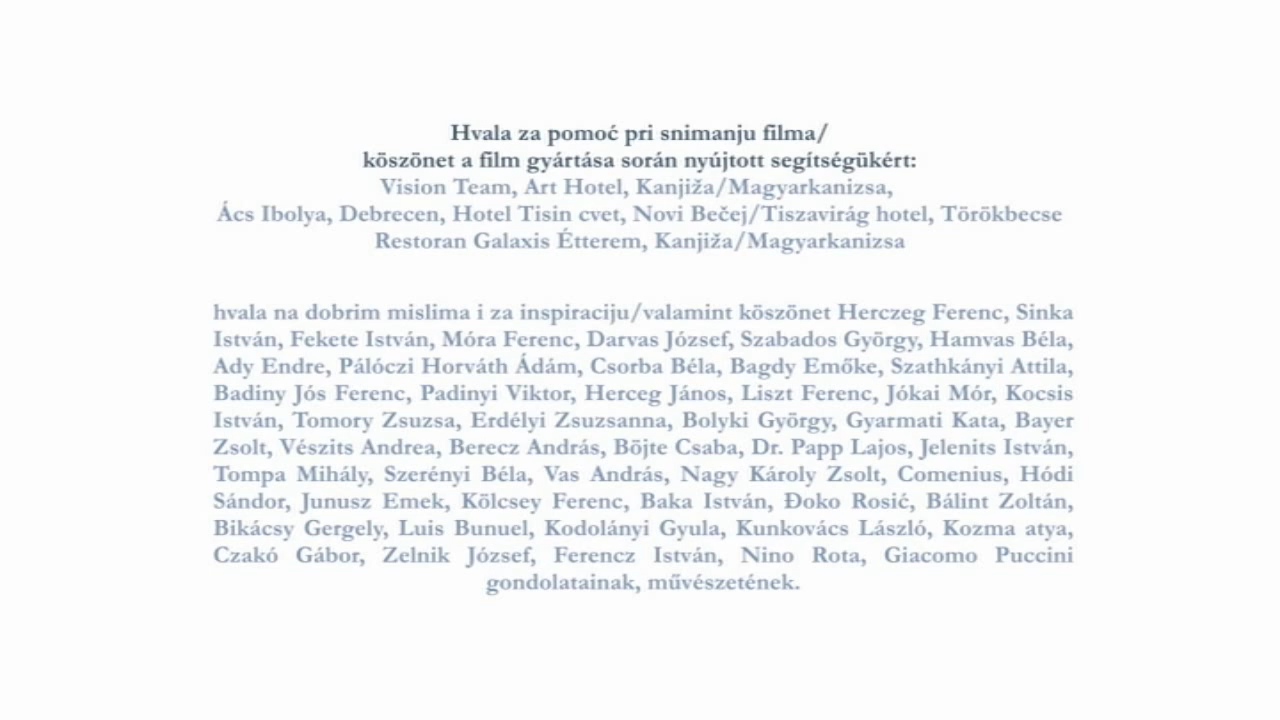 Hvala za pomoć pri snimanju filma/
köszönet a film gyártása során nyújtott segítségükért:
Vision Team, Art Hotel, Kanjiža/Magyarkanizsa,
Ács Ibolya, Debrecen, Hotel Tisin cvet, Novi Bečej/Tiszavirág hotel, Törökbecse
Restoran Galaxis Étterem, Kanjiža/Magyarkanizsa
hvala na dobrim mislima i za inspiraciju/valamint köszönet Herczeg Ferenc, Sinka
István, Fekete István, Móra Ferenc, Darvas József, Szabados György, Hamvas Béla,
Ady Endre, Pálóczi Horváth Ádám, Csorba Béla, Bagdy Emőke, Szathkányi Attila,
Badiny Jós Ferenc, Padinyi Viktor, Herceg János, Liszt Ferenc, Jókai Mór, Kocsis
István, Tomory Zsuzsa, Erdélyi Zsuzsanna, Bolyki György, Gyarmati Kata, Bayer
Zsolt, Vészits Andrea, Berecz András, Böjte Csaba, Dr. Papp Lajos, Jelenits István,
Tompa Mihály, Szerényi Béla, Vas András, Nagy Károly Zsolt, Comenius, Hódi
Sándor, Junusz Emek, Kölcsey Ferenc, Baka István, Đoko Rosić, Bálint Zoltán,
Bikácsy Gergely, Luis Bunuel, Kodolányi Gyula, Kunkovács László, Kozma atya,
Czakó Gábor, Zelnik József, Ferencz István, Nino Rota, Giacomo Puccini
gondolatainak, művészetének.